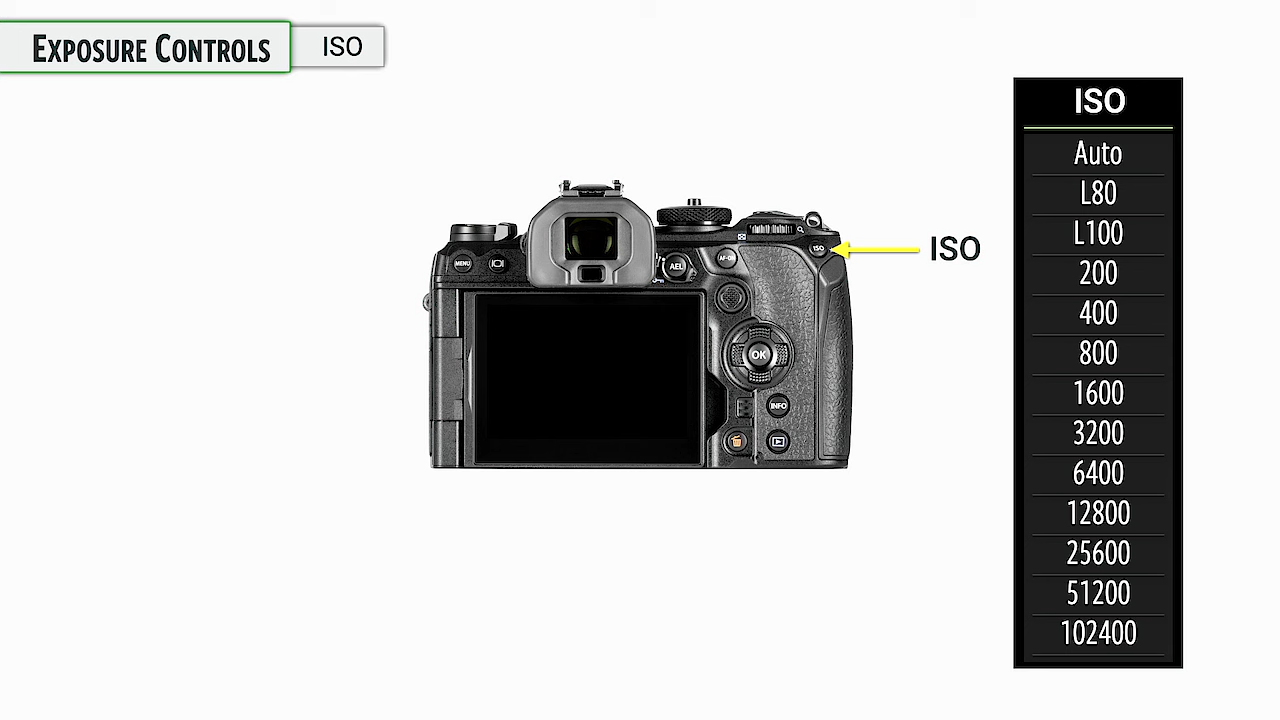 EXPOSURE CONTROLS
ISO
ISO
Auto
L80
L100
200
400
800
1600
3200
6400
12800
25600
51200
102400
ISO
ISO
MENU
AEL
AF-ON
OK
INFO